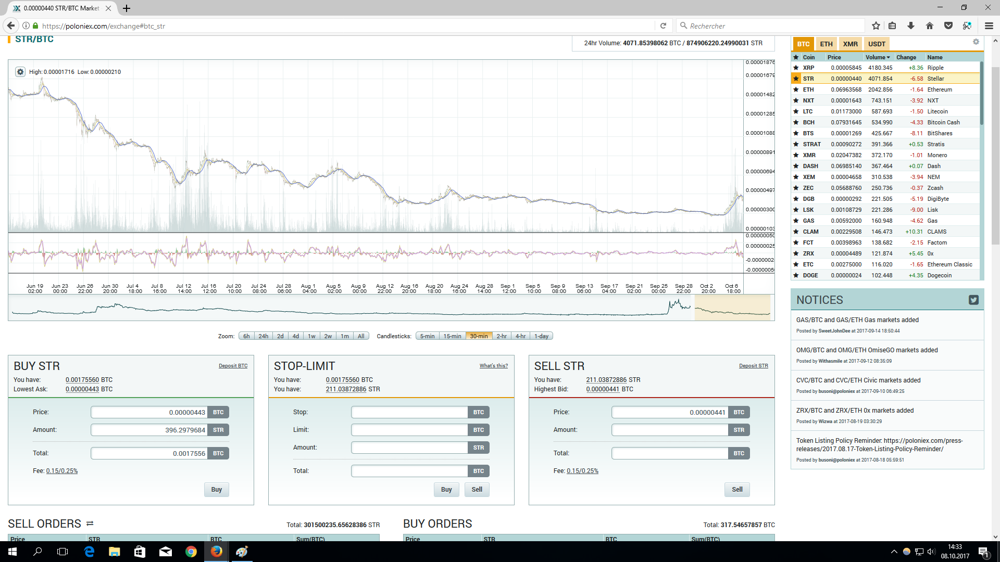 0.00000440 STR/BTC Market
https://poloniex.com/exchange#btc_str
Rechercher
STR/BTC
24hr Volume: 4071.85398062 BTC / 874906220.24990031 STR
High: 0.00001716 Low: 0.00000210
0.00001876
0.00001679
0.00001482
0.00001285
0.00001088
0.00000891
0.00000694
0.00000497
0.00000300
0.00000103
0.00000050
0.00000025
-0.0000002
-0.0000005
Jun 19 Jun 23 Jun 26 Jun 30 Jul 4 Jul 8 Jul 12 Jul 16 Jul 20 Jul 24 Jul 28 Aug 1 Aug 5 Aug 9 Aug 12 Aug 16 Aug 20 Aug 24 Aug 28 Sep 1 Sep 5 Sep 9 Sep 13 Sep 17 Sep 21 Sep 25 Sep 28 Oct 2 Oct 6
02:00 00:00 22:00 20:00 18:00 16:00 14:00 12:00 10:00 08:00 06:00 04:00 02:00 00:00 22:00 20:00 18:00 16:00 14:00 12:00 10:00 08:00 06:00 04:00 02:00 00:00 22:00 20:00 18:00
Zoom: 6h 24h 2d 4d 1w 2w 1m All Candlesticks: 5-min 15-min 30-min 2-hr 4-hr 1-day
BUY STR Deposit BTC
You have: 0.00175560 BTC
Lowest Ask: 0.00000443 BTC
Price: 0.00000443 BTC
Amount: 396.2979684 STR
Total: 0.0017556 BTC
Fee: 0.15/0.25%
Buy
STOP-LIMIT What's this?
You have: 0.00175560 BTC
You have: 211.03872886 STR
Stop: BTC
Limit: BTC
Amount: STR
Total: BTC
Buy Sell
SELL STR Deposit STR
You have: 211.03872886 STR
Highest Bid: 0.00000441 BTC
Price: 0.00000441 BTC
Amount: STR
Total: BTC
Fee: 0.15/0.25%
Sell
SELL ORDERS Total: 301500235.65628386 STR
Price STR BTC Sum(BTC)
BUY ORDERS Total: 317.54657857 BTC
Price STR BTC Sum(BTC)
BTC ETH XMR USDT
Coin Price Volume Change Name
XRP 0.00005845 4180.345 +8.36 Ripple
STR 0.00000440 4071.854 -6.58 Stellar
ETH 0.06963568 2042.856 -1.64 Ethereum
NXT 0.00001643 743.151 -3.92 NXT
LTC 0.01173000 587.693 -1.50 Litecoin
BCH 0.07931645 534.990 -4.33 Bitcoin Cash
BTS 0.00001269 425.667 -8.11 BitShares
STRAT 0.00090272 391.366 +0.53 Stratis
XMR 0.02047382 372.170 -1.01 Monero
DASH 0.06985140 367.464 +0.07 Dash
XEM 0.00004658 310.538 -3.94 NEM
ZEC 0.05688760 250.736 -0.37 Zcash
DGB 0.00000292 221.505 -5.19 DigiByte
LSK 0.00108729 221.286 -9.00 Lisk
GAS 0.00592000 160.948 -4.62 Gas
CLAM 0.00229508 146.473 +10.31 CLAMS
FCT 0.00398963 138.682 -2.15 Factom
ZRX 0.00004489 121.874 +5.45 0x
ETC 0.00275000 116.020 -1.65 Ethereum Classic
DOGE 0.00000024 102.448 +4.35 Dogecoin
NOTICES
GAS/BTC and GAS/ETH Gas markets added
Posted by SweetJohnDee at 2017-09-14 18:50:44
OMG/BTC and OMG/ETH OmiseGO markets added
Posted by Withasmile at 2017-09-12 08:35:09
CVC/BTC and CVC/ETH Civic markets added
Posted by busoni@poloniex at 2017-09-10 06:49:25
ZRX/BTC and ZRX/ETH 0x markets added
Posted by Wizwa at 2017-08-19 03:30:29
Token Listing Policy Reminder: https://poloniex.com/press-
releases/2017.08.17-Token-Listing-Policy-Reminder/
Posted by busoni@poloniex at 2017-08-18 05:59:51
14:33
08.10.2017
1